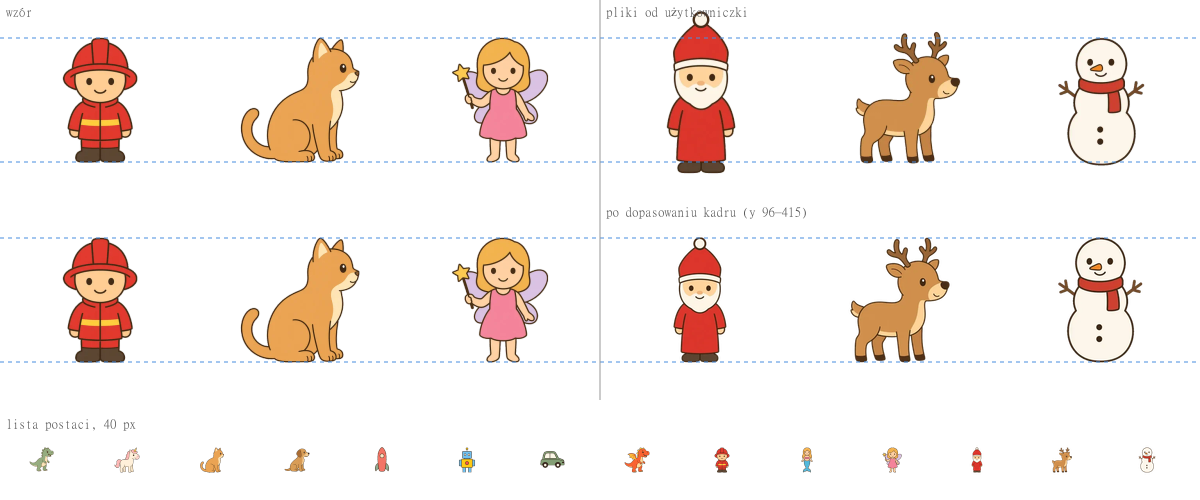 wzór
pliki od użytkowniczki
po dopasowaniu kadru (y 96–415)
lista postaci, 40 px